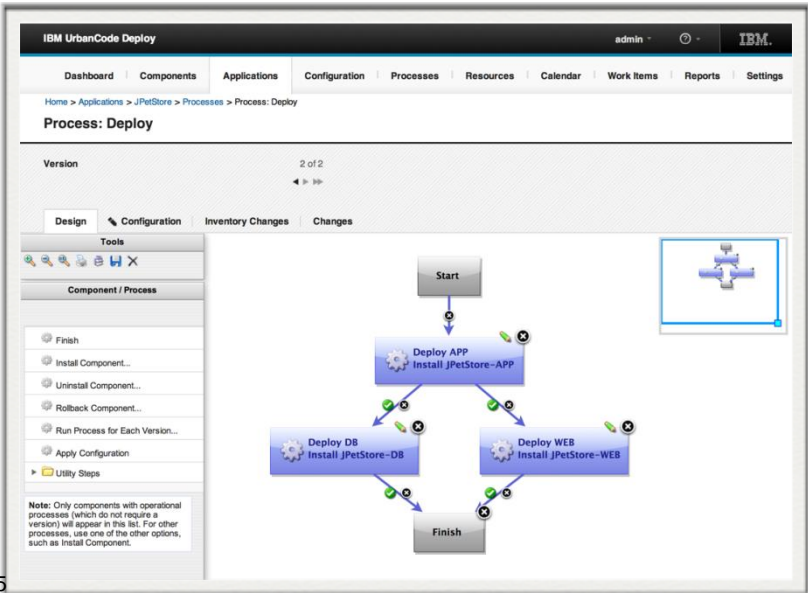 IBM UrbanCode Deploy
admin
IBM.
Dashboard Components Applications Configuration Processes Resources Calendar Work Items Reports Settings
Home > Applications > JPetStore > Processes > Process: Deploy
Process: Deploy
Version 2 of 2
Design Configuration Inventory Changes Changes
Tools
Component / Process
Finish
Install Component...
Uninstall Component...
Rollback Component...
Run Process for Each Version...
Apply Configuration
Utility Steps
Note: Only components with operational
processes (which do not require a
version) will appear in this list. For other
processes, use one of the other options,
such as Install Component.
Start
Deploy APP
Install JPetStore-APP
Deploy DB
Install JPetStore-DB
Deploy WEB
Install JPetStore-WEB
Finish
5